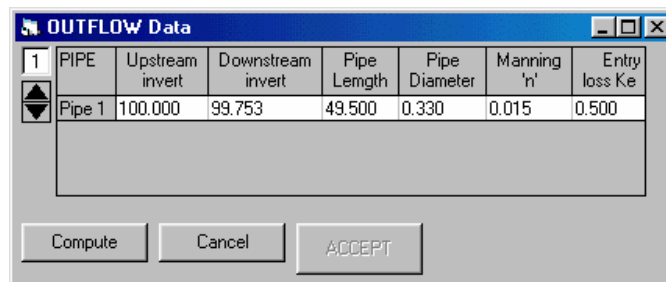 OUTFLOW Data
1 PIPE Upstream invert Downstream invert Pipe Lemgth Pipe Diameter Manning 'n' Entry loss Ke
Pipe 1 100.000 99.753 49.500 0.330 0.015 0.500
Compute Cancel ACCEPT